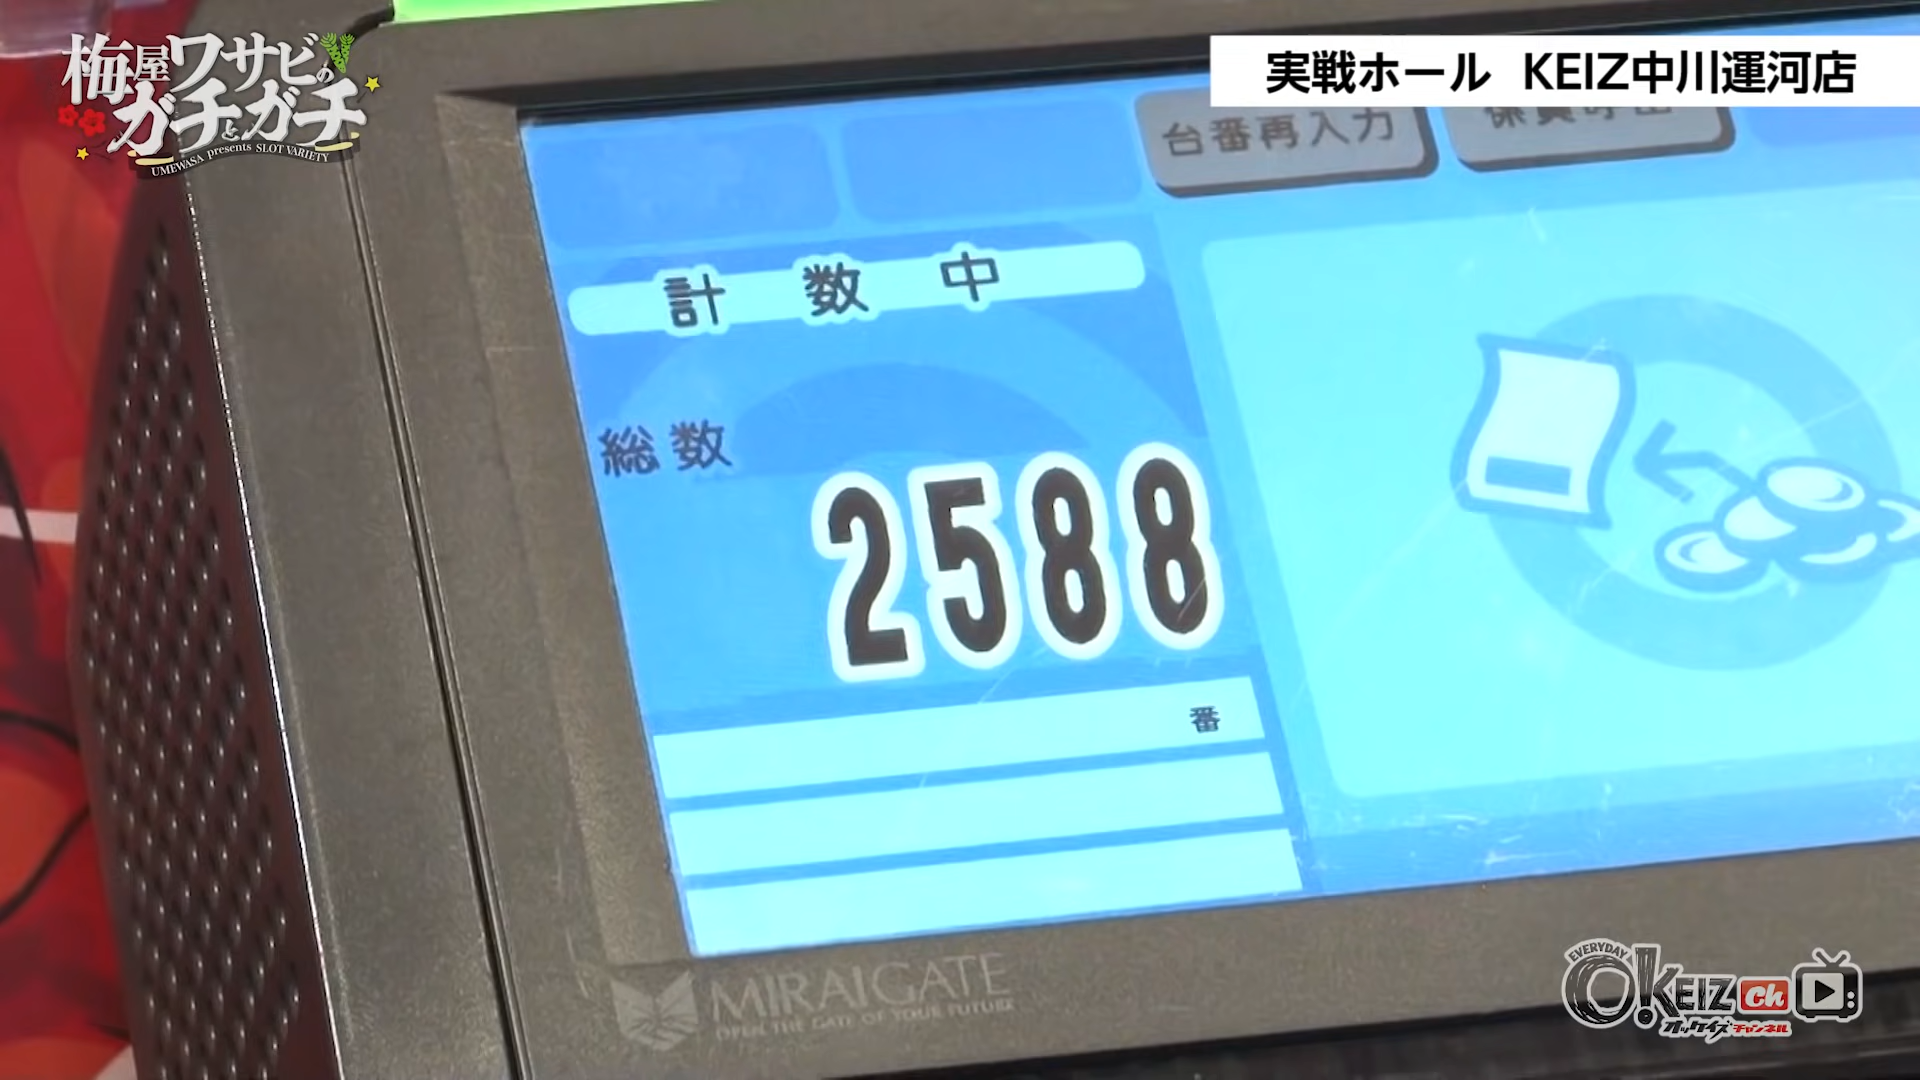 梅屋ワサビの
ガチとガチ
UMEWASA presents SLOT VARIETY
実戦ホール KEIZ中川運河店
台番再入力
計数中
総数
2588
番
MIRAIGATE
OPEN THE GATE OF YOUR FUTURE
EVERYDAY
O!KEIZ ch
オッケイズチャンネル